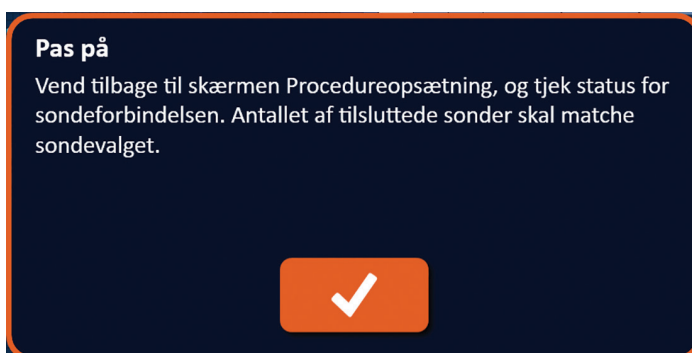 Pas på
Vend tilbage til skærmen Procedureopsætning, og tjek status for
sondeforbindelsen. Antallet af tilsluttede sonder skal matche
sondevalget.